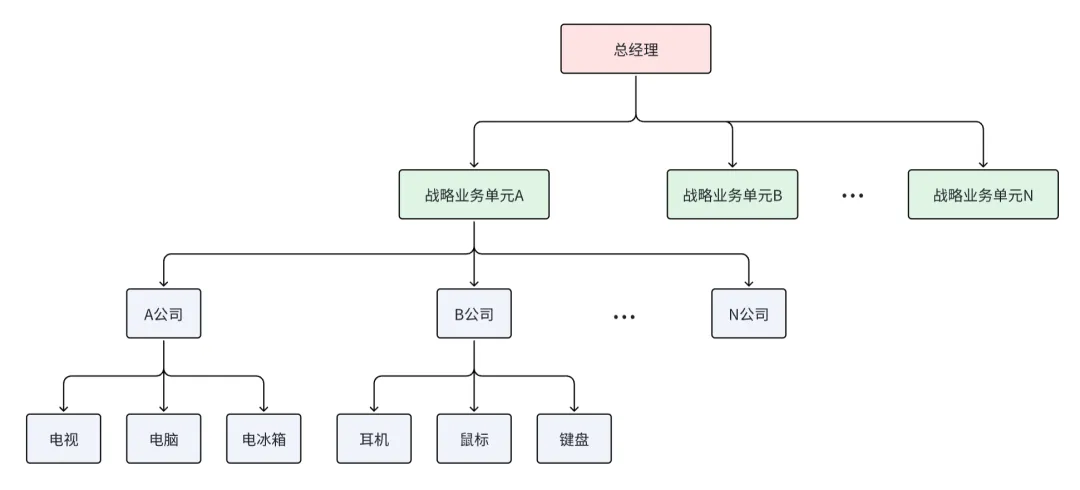 总经理
战略业务单元A
战略业务单元B
...
战略业务单元N
A公司
B公司
...
N公司
电视
电脑
电冰箱
耳机
鼠标
键盘